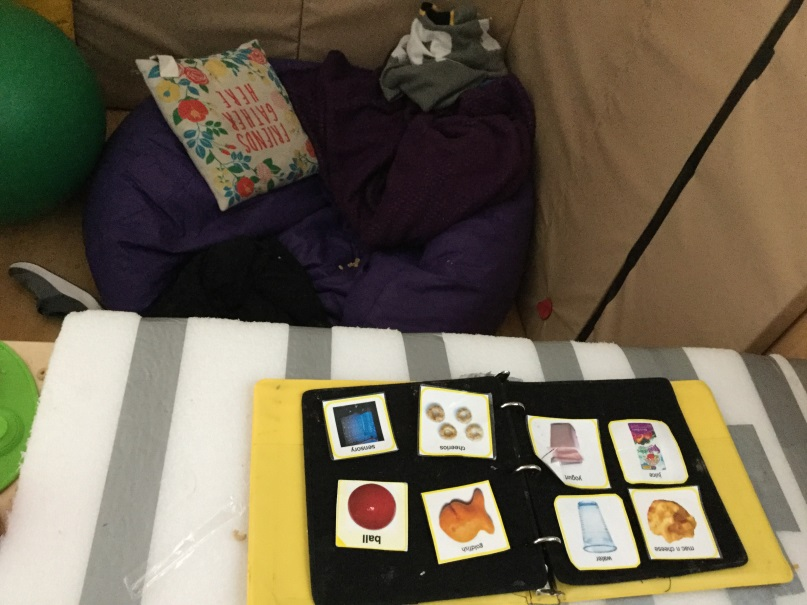 FRIENDS
GATHER
HERE
sensory
cheerios
yogurt
juice
ball
goldfish
water
mac n cheese